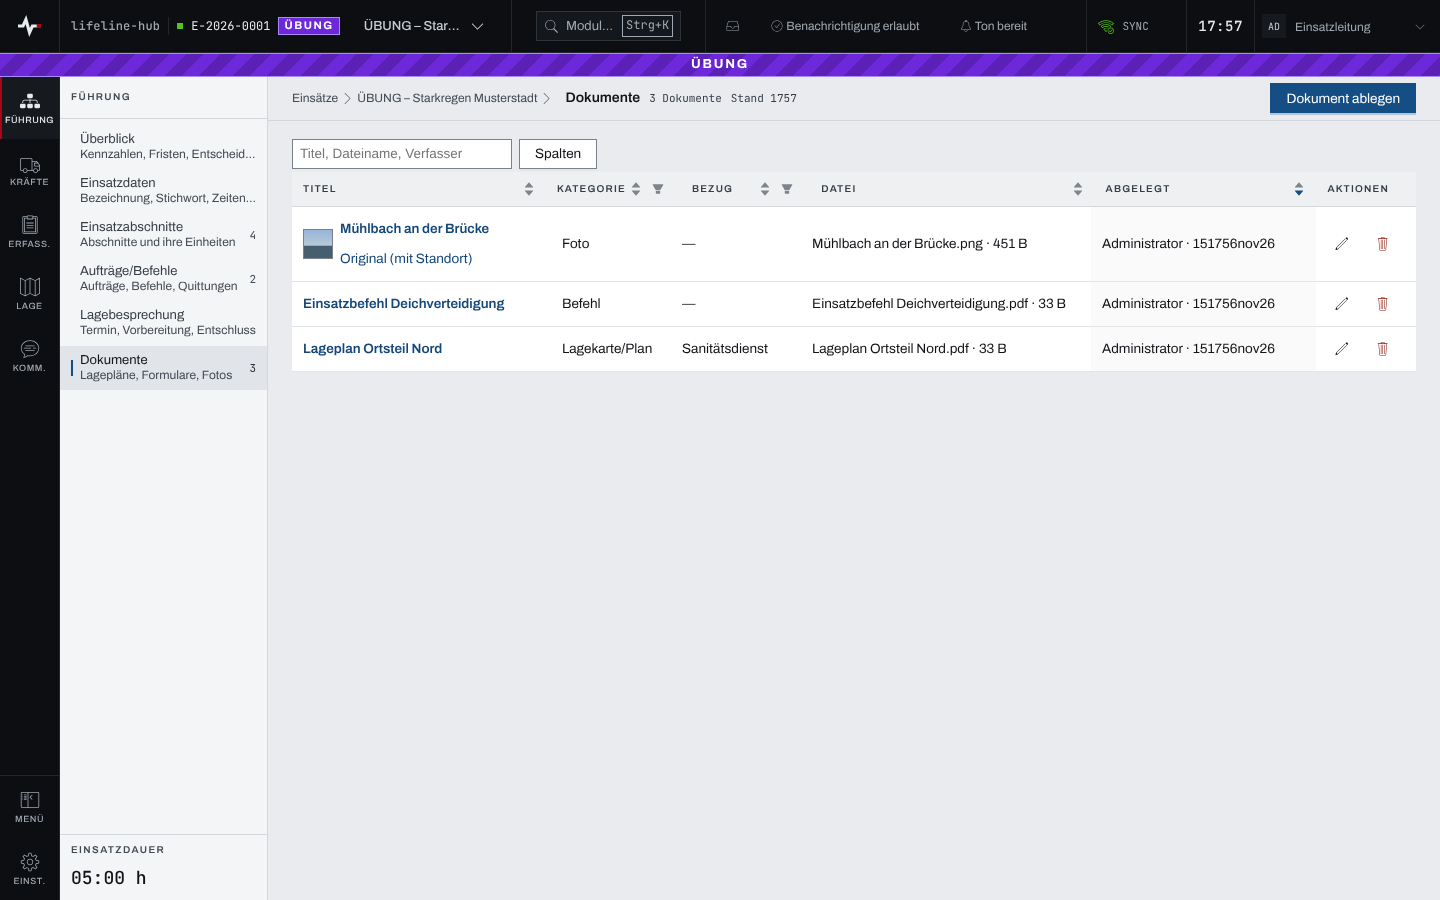 lifeline-hub
E-2026-0001 ÜBUNG
ÜBUNG – Star...
Modul... Strg+K
Benachrichtigung erlaubt
Ton bereit
SYNC
17:57
AD Einsatzleitung
ÜBUNG
FÜHRUNG
KRÄFTE
ERFASS.
LAGE
KOMM.
MENÜ
EINST.
FÜHRUNG
Überblick
Kennzahlen, Fristen, Entscheid...
Einsatzdaten
Bezeichnung, Stichwort, Zeiten...
Einsatzabschnitte
Abschnitte und ihre Einheiten 4
Aufträge/Befehle
Aufträge, Befehle, Quittungen 2
Lagebesprechung
Termin, Vorbereitung, Entschluss
Dokumente
Lagepläne, Formulare, Fotos 3
EINSATZDAUER
05:00 h
Einsätze > ÜBUNG – Starkregen Musterstadt > Dokumente 3 Dokumente Stand 1757
Dokument ablegen
Titel, Dateiname, Verfasser
Spalten
TITEL KATEGORIE BEZUG DATEI ABGELEGT AKTIONEN
Mühlbach an der Brücke
Original (mit Standort)
Foto — Mühlbach an der Brücke.png · 451 B Administrator · 151756nov26
Einsatzbefehl Deichverteidigung Befehl — Einsatzbefehl Deichverteidigung.pdf · 33 B Administrator · 151756nov26
Lageplan Ortsteil Nord Lagekarte/Plan Sanitätsdienst Lageplan Ortsteil Nord.pdf · 33 B Administrator · 151756nov26